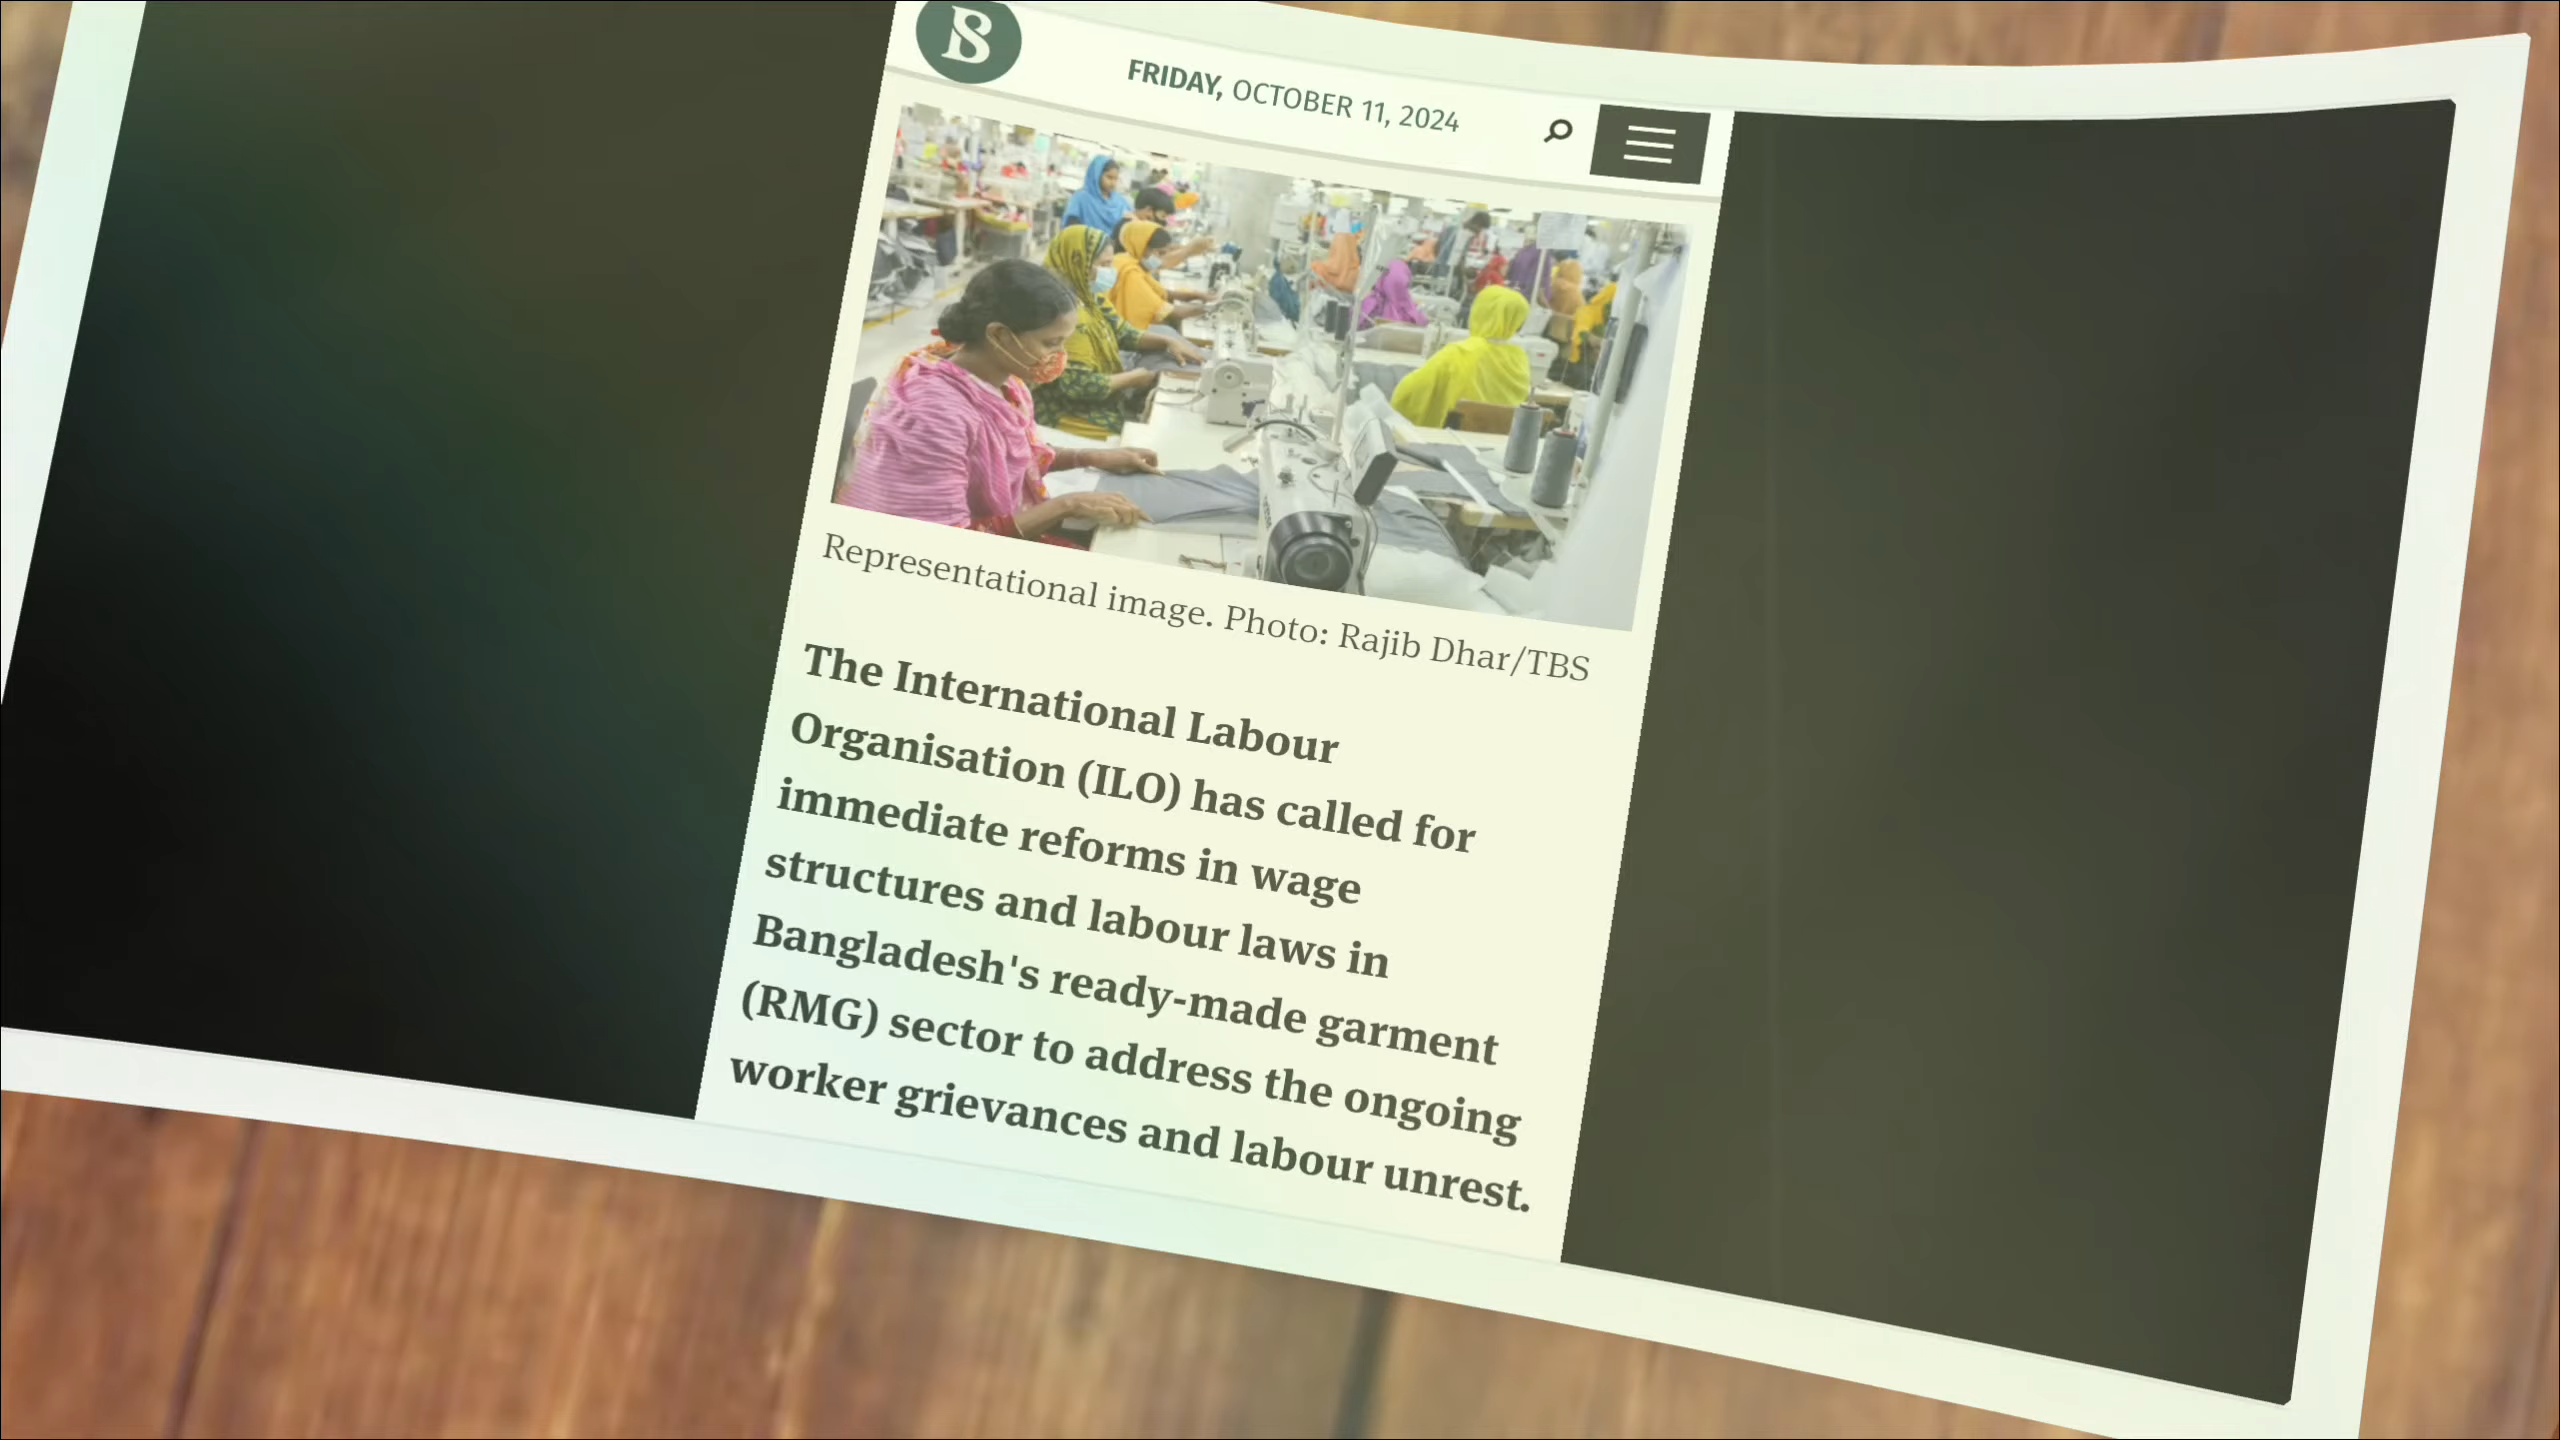 BS
FRIDAY, OCTOBER 11, 2024
Representational image. Photo: Rajib Dhar/TBS
The International Labour
Organisation (ILO) has called for
immediate reforms in wage
structures and labour laws in
Bangladesh's ready-made garment
(RMG) sector to address the ongoing
worker grievances and labour unrest.